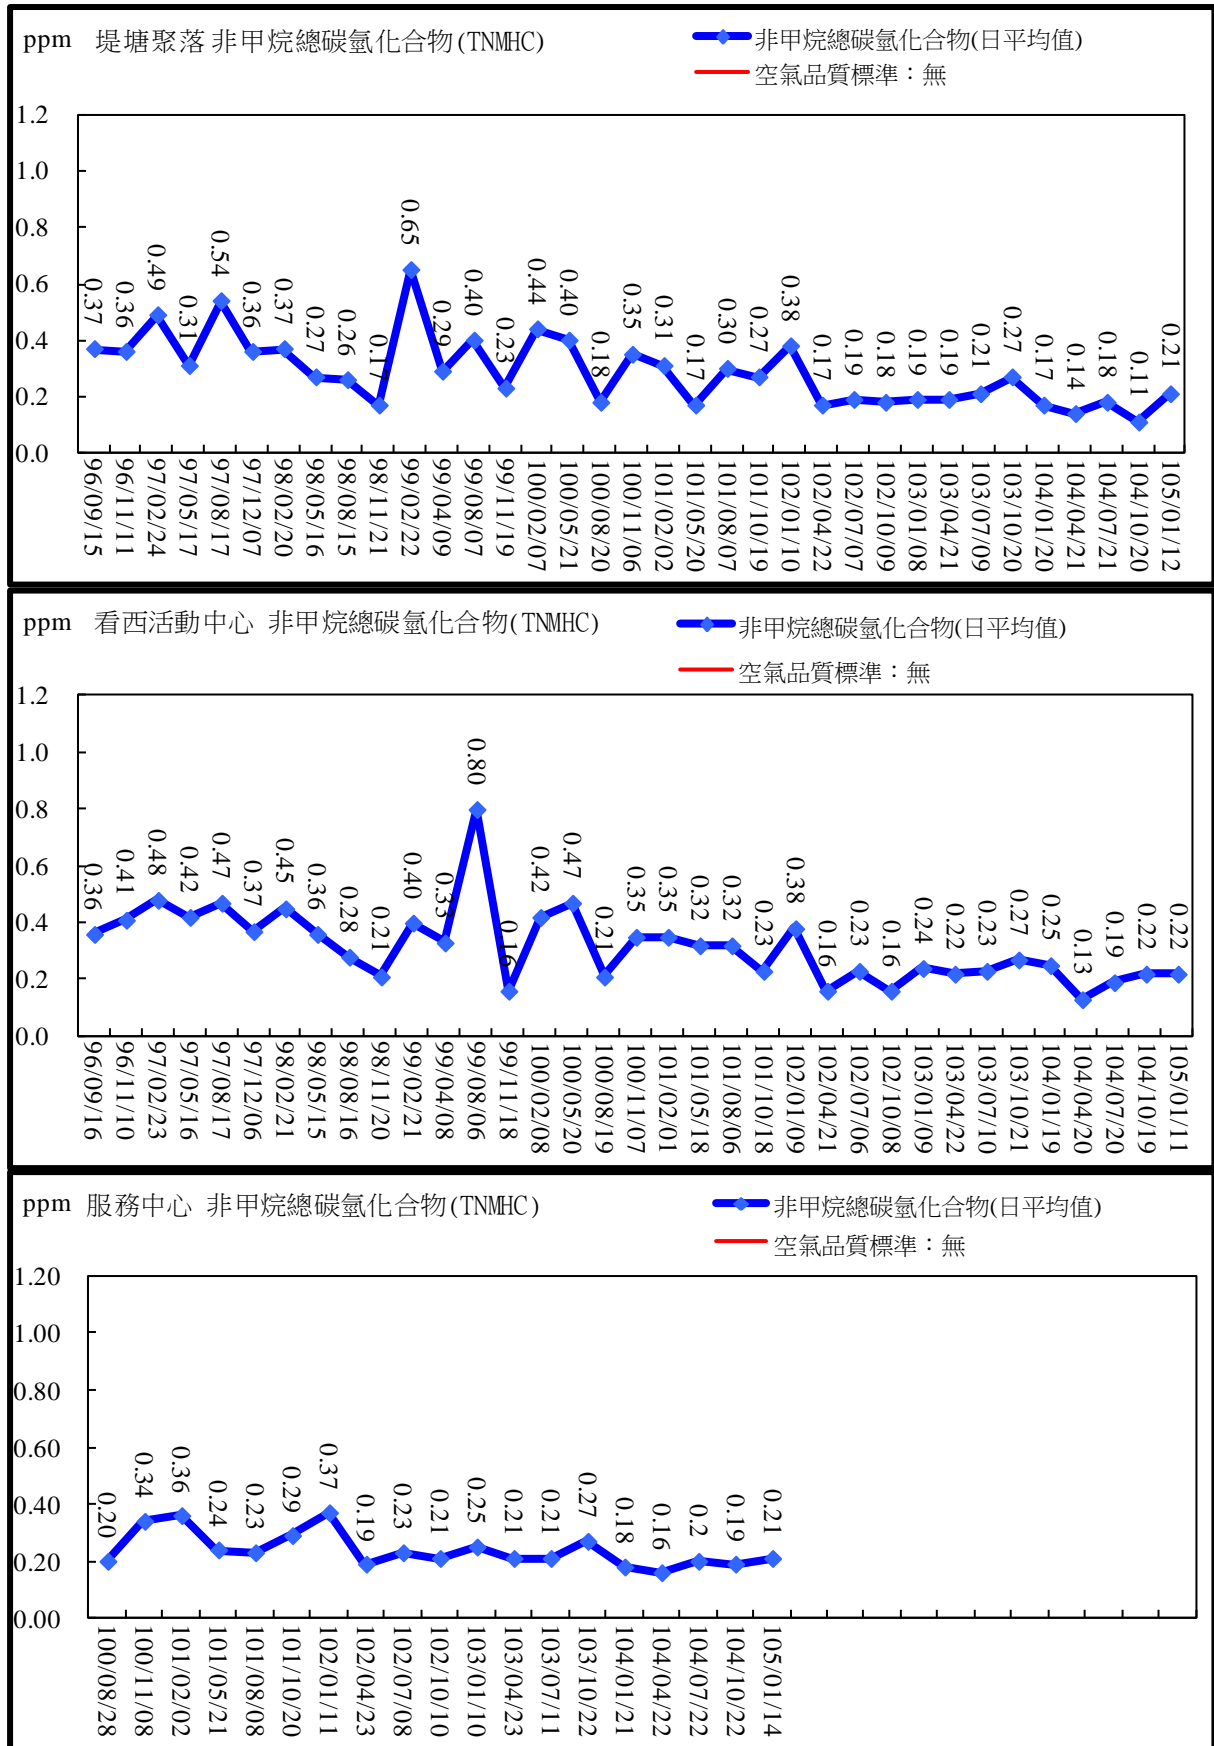 ppm 堤塘聚落 非甲烷總碳氫化合物(TNMHC)
非甲烷總碳氫化合物(日平均值)
空氣品質標準：無
1.2
1.0
0.8
0.6
0.4
0.2
0.0
0.37 0.36 0.49 0.31 0.54 0.36 0.37 0.27 0.26 0.17 0.65 0.29 0.40 0.23 0.44 0.40 0.18 0.35 0.31 0.17 0.30 0.27 0.38 0.17 0.19 0.18 0.19 0.19 0.21 0.27 0.17 0.14 0.18 0.11 0.21
96/09/15 96/11/11 97/02/24 97/05/17 97/08/17 97/12/07 98/02/20 98/05/16 98/08/15 98/11/21 99/02/22 99/04/09 99/08/07 99/11/19 100/02/07 100/05/21 100/08/20 100/11/06 101/02/02 101/05/20 101/08/07 101/10/19 102/01/10 102/04/22 102/07/07 102/10/09 103/01/08 103/04/21 103/07/09 103/10/20 104/01/20 104/04/21 104/07/21 104/10/20 105/01/12
ppm 看西活動中心 非甲烷總碳氫化合物(TNMHC)
非甲烷總碳氫化合物(日平均值)
空氣品質標準：無
1.2
1.0
0.8
0.6
0.4
0.2
0.0
0.36 0.41 0.48 0.42 0.47 0.37 0.45 0.36 0.28 0.21 0.40 0.33 0.80 0.16 0.42 0.47 0.21 0.35 0.35 0.32 0.32 0.23 0.38 0.16 0.23 0.16 0.24 0.22 0.23 0.27 0.25 0.13 0.19 0.22 0.22
96/09/16 96/11/10 97/02/23 97/05/16 97/08/17 97/12/06 98/02/21 98/05/15 98/08/16 98/11/20 99/02/21 99/04/08 99/08/06 99/11/18 100/02/08 100/05/20 100/08/19 100/11/07 101/02/01 101/05/18 101/08/06 101/10/18 102/01/09 102/04/21 102/07/06 102/10/08 103/01/09 103/04/22 103/07/10 103/10/21 104/01/19 104/04/20 104/07/20 104/10/19 105/01/11
ppm 服務中心 非甲烷總碳氫化合物(TNMHC)
非甲烷總碳氫化合物(日平均值)
空氣品質標準：無
1.20
1.00
0.80
0.60
0.40
0.20
0.00
0.20 0.34 0.36 0.24 0.23 0.29 0.37 0.19 0.23 0.21 0.25 0.21 0.21 0.27 0.18 0.16 0.2 0.19 0.21
100/08/28 100/11/08 101/02/02 101/05/21 101/08/08 101/10/20 102/01/11 102/04/23 102/07/08 102/10/10 103/01/10 103/04/23 103/07/11 103/10/22 104/01/21 104/04/22 104/07/22 104/10/22 105/01/14